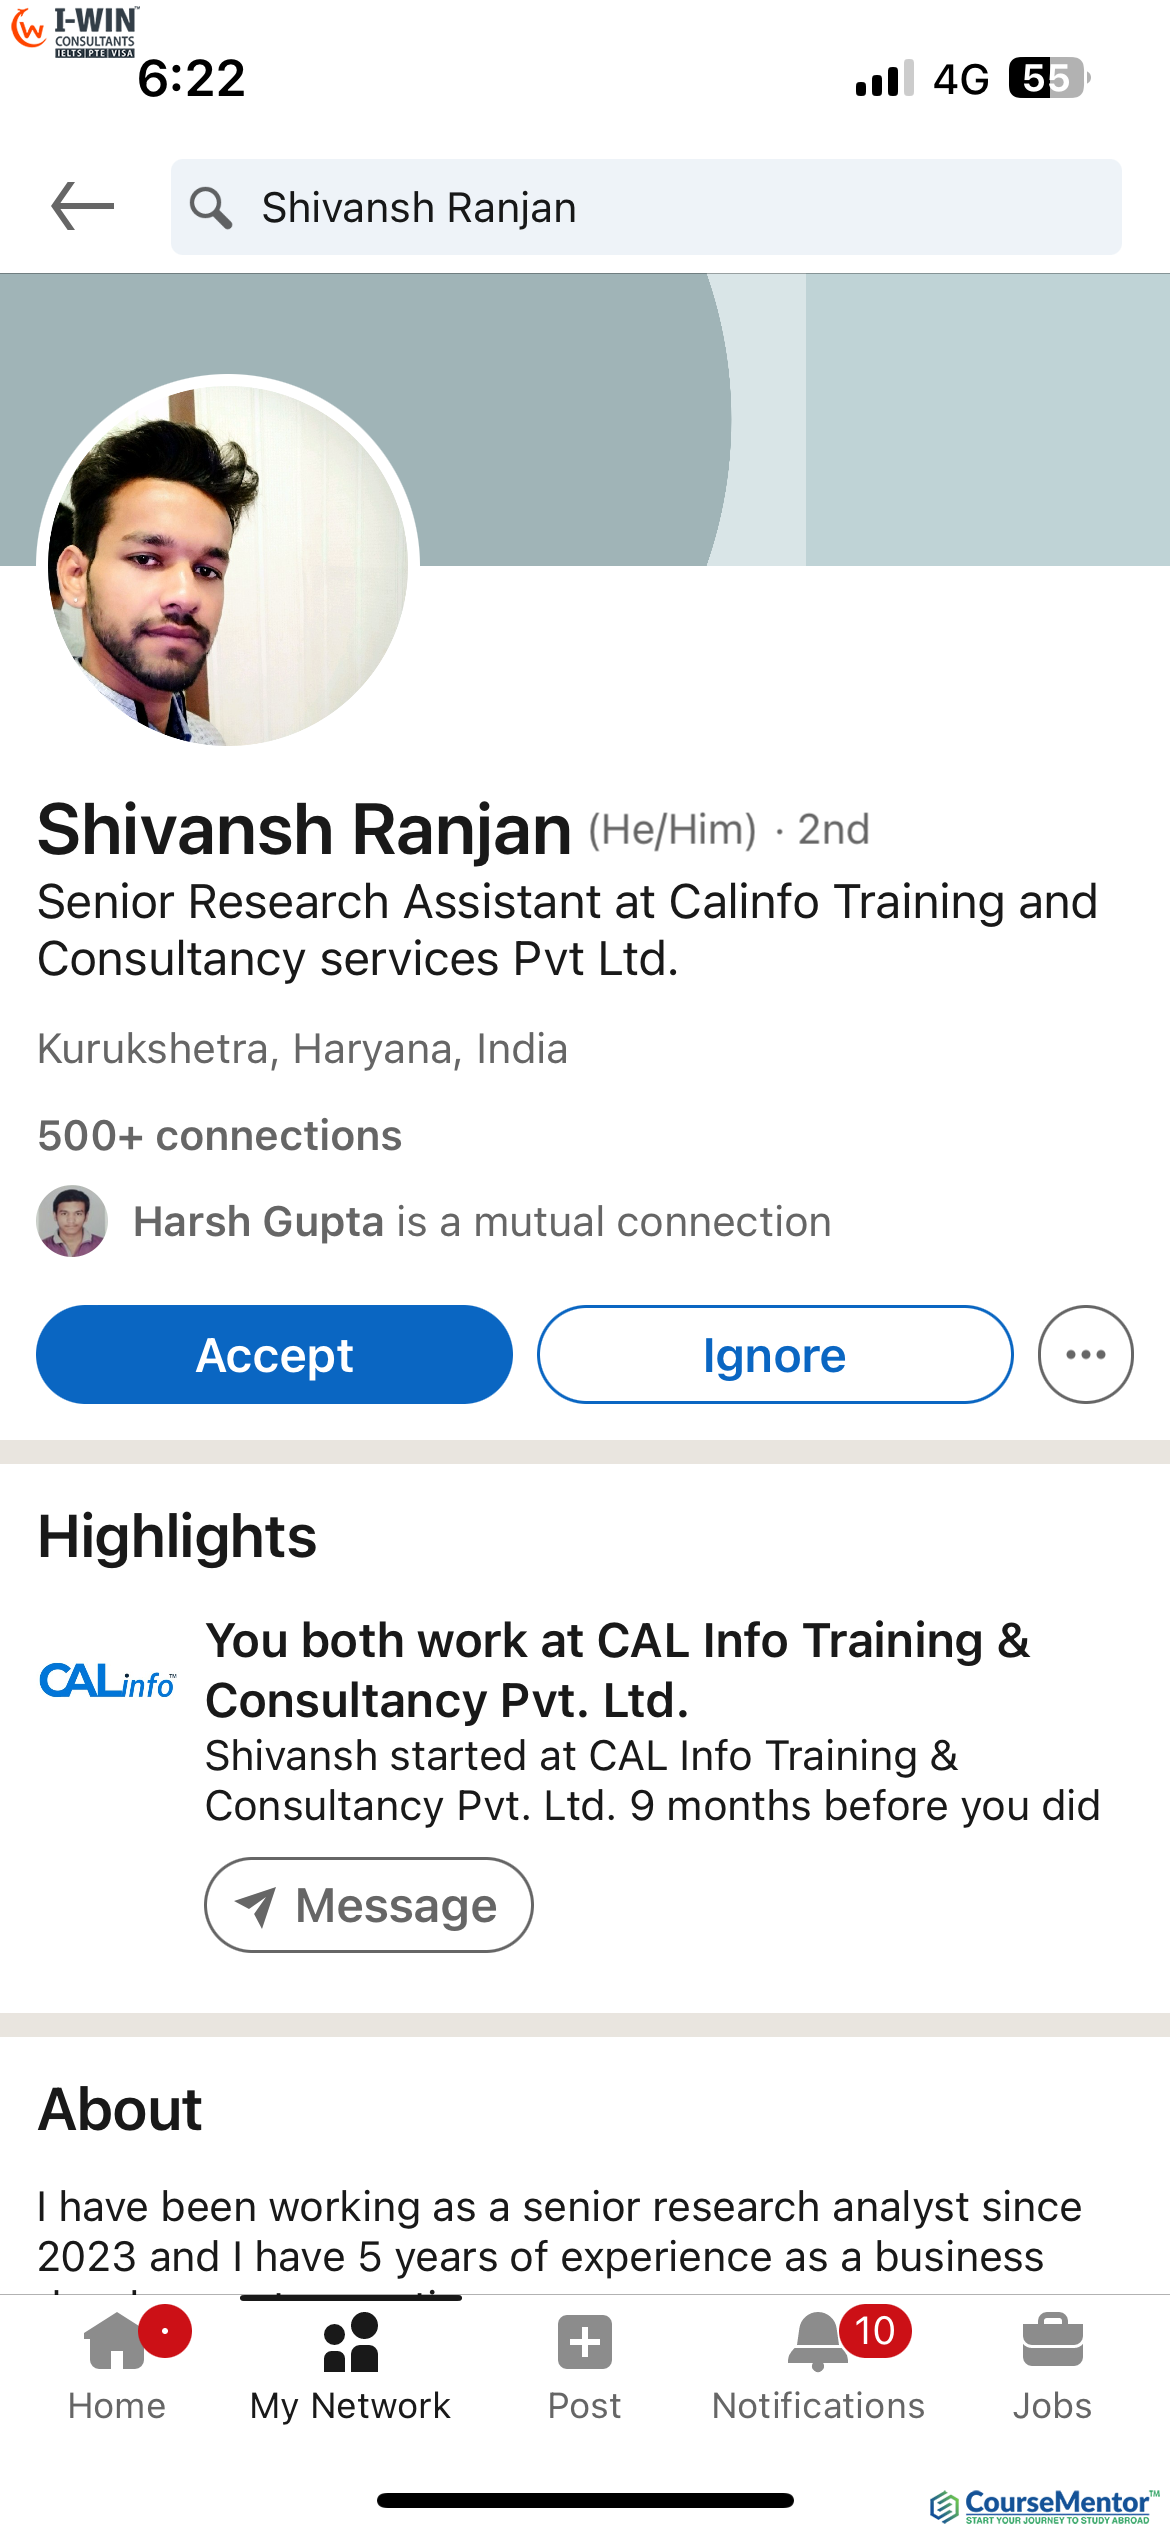 I-WIN
CONSULTANTS
IELTS|PTE|VISA
6:22
4G 55
Shivansh Ranjan
Shivansh Ranjan (He/Him) · 2nd
Senior Research Assistant at Calinfo Training and
Consultancy services Pvt Ltd.
Kurukshetra, Haryana, India
500+ connections
Harsh Gupta is a mutual connection
Accept
Ignore
Highlights
CALinfo™
You both work at CAL Info Training &
Consultancy Pvt. Ltd.
Shivansh started at CAL Info Training &
Consultancy Pvt. Ltd. 9 months before you did
Message
About
I have been working as a senior research analyst since
2023 and I have 5 years of experience as a business
10
Home
My Network
Post
Notifications
Jobs
CourseMentor™
START YOUR JOURNEY TO STUDY ABROAD